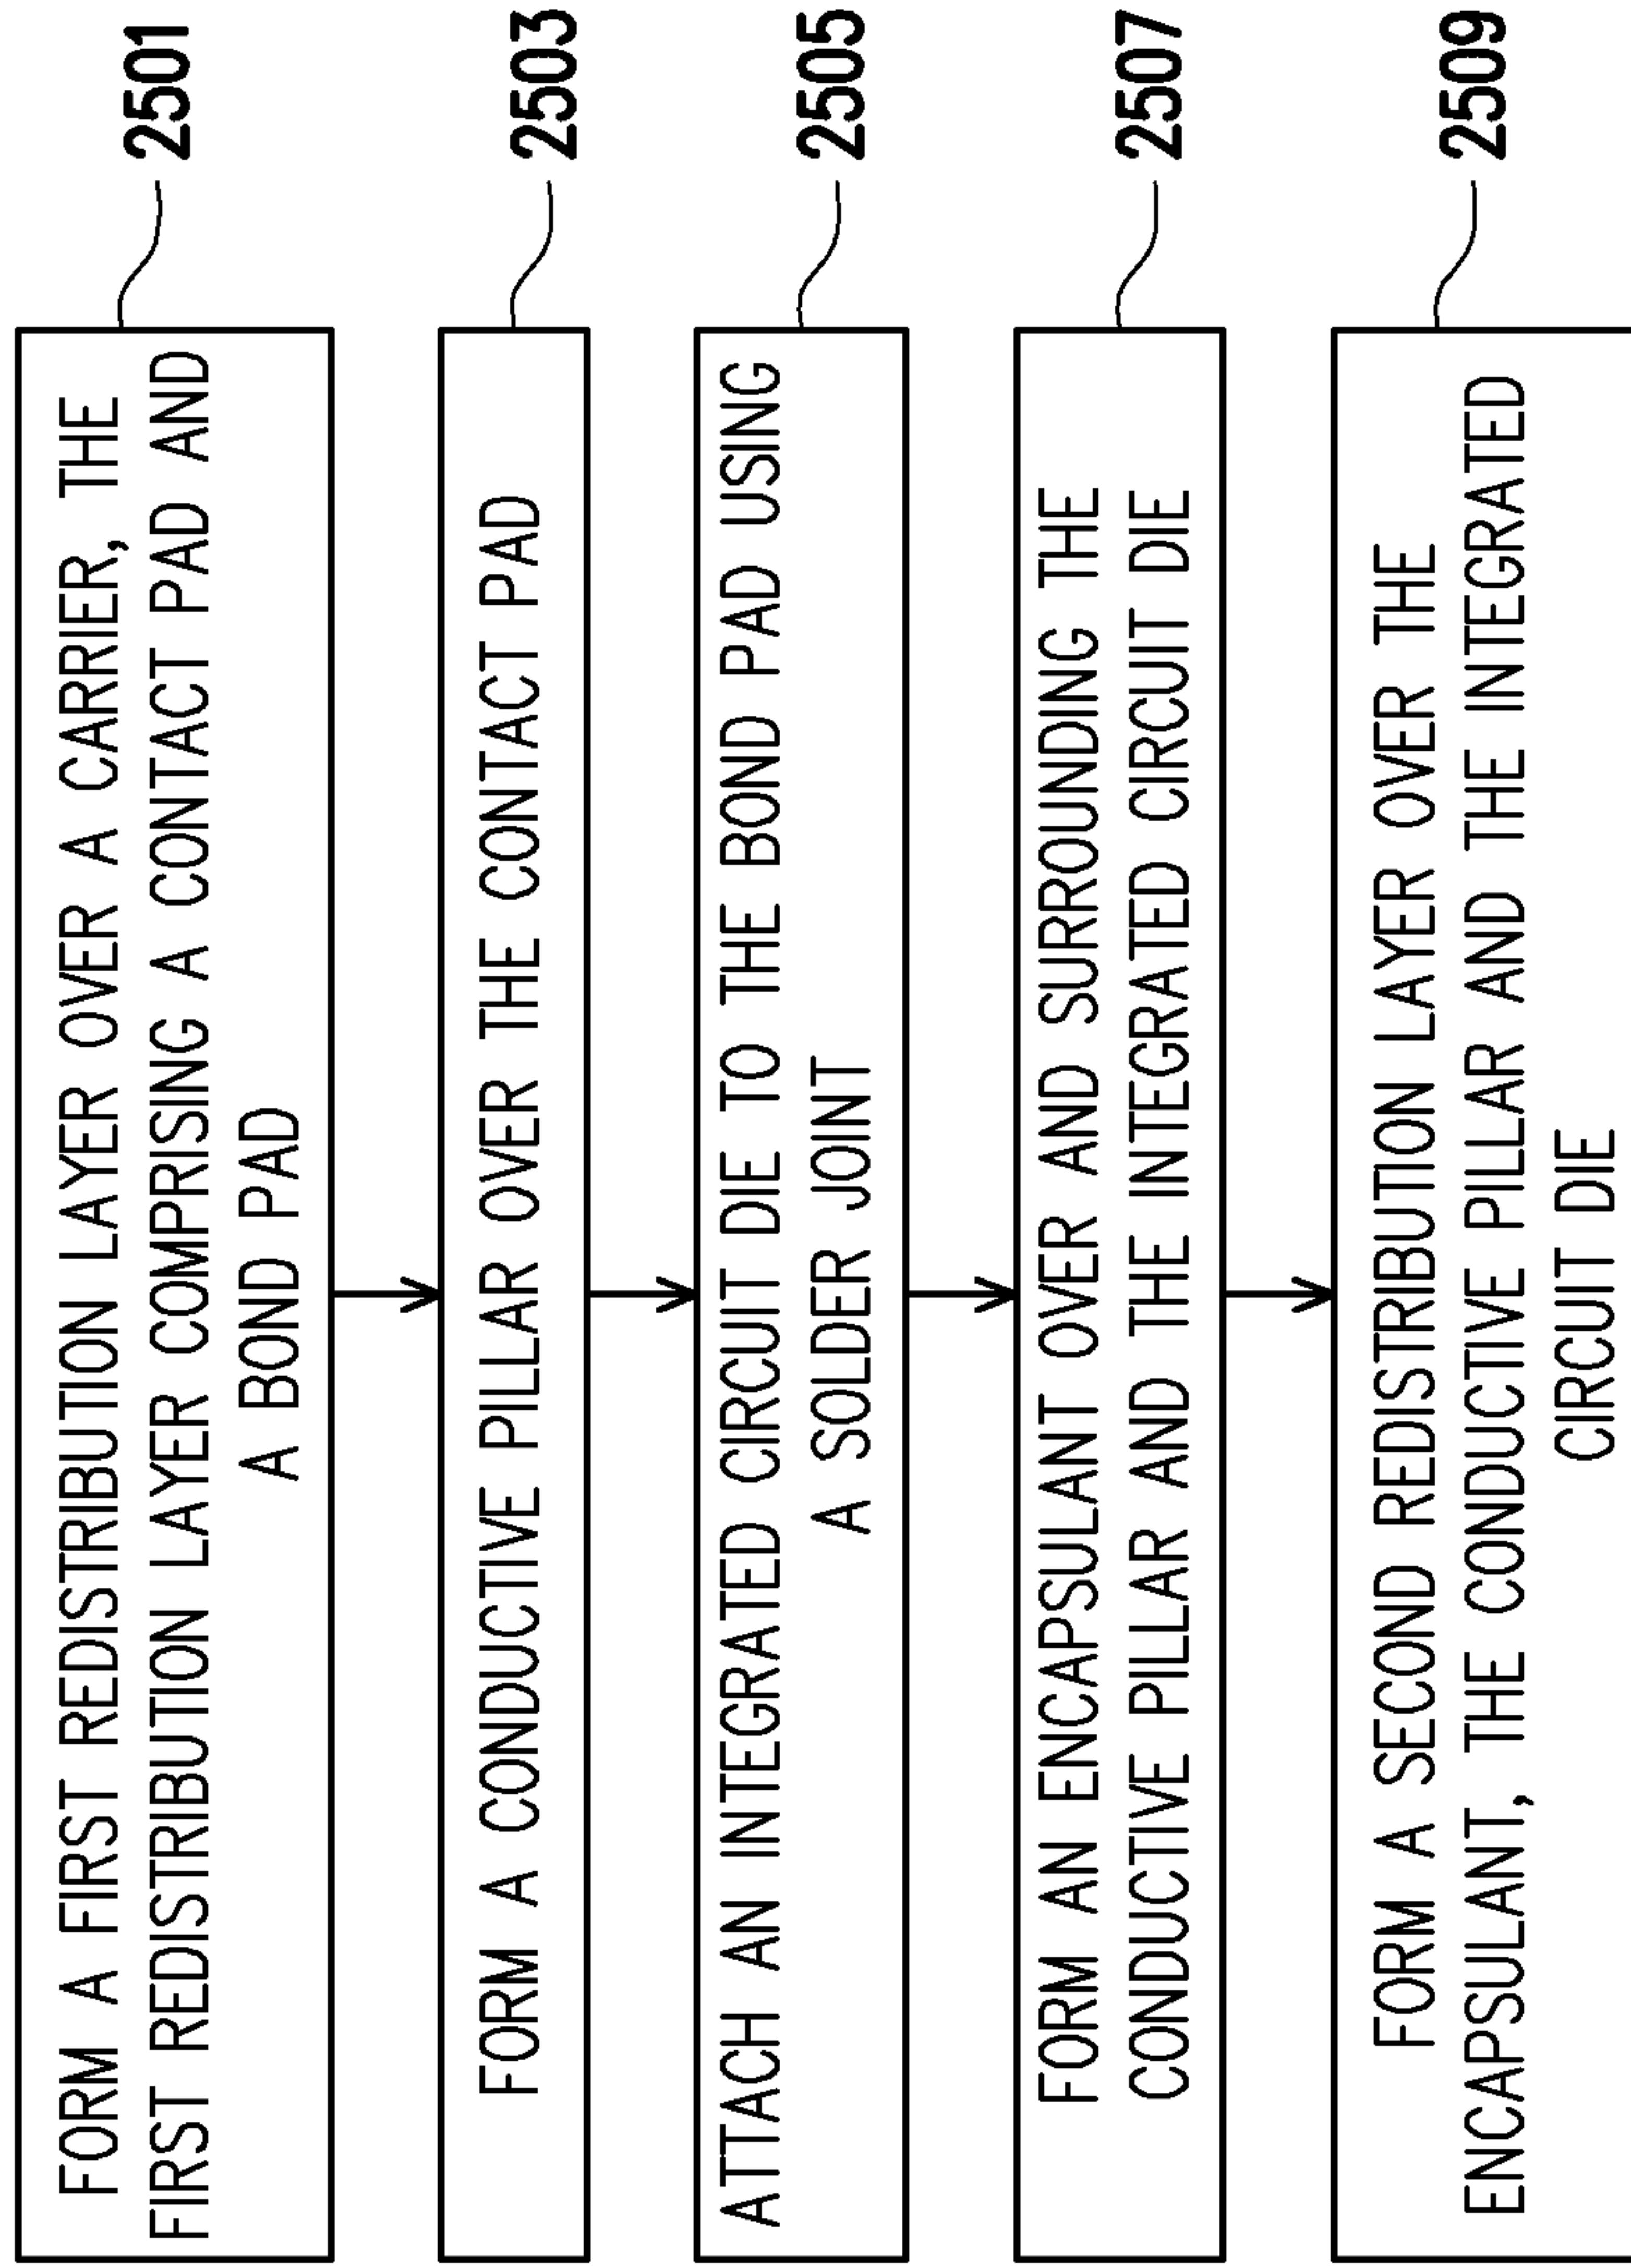 FORM A FIRST REDISTRIBUTION LAYER OVER A CARRIER, THE
FIRST REDISTRIBUTION LAYER COMPRISING A CONTACT PAD AND
A BOND PAD
2501
FORM A CONDUCTIVE PILLAR OVER THE CONTACT PAD
2503
ATTACH AN INTEGRATED CIRCUIT DIE TO THE BOND PAD USING
A SOLDER JOINT
2505
FORM AN ENCAPSULANT OVER AND SURROUNDING THE
CONDUCTIVE PILLAR AND THE INTEGRATED CIRCUIT DIE
2507
FORM A SECOND REDISTRIBUTION LAYER OVER THE
ENCAPSULANT, THE CONDUCTIVE PILLAR AND THE INTEGRATED
CIRCUIT DIE
2509